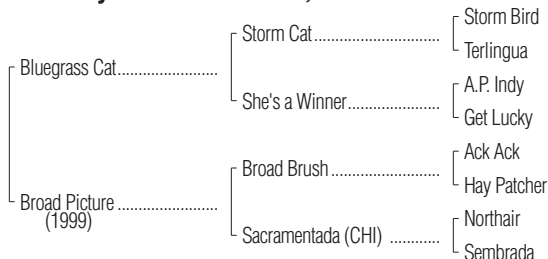 Storm Bird
Storm Cat
Terlingua
Bluegrass Cat
A.P. Indy
She's a Winner
Get Lucky
Ack Ack
Broad Brush
Hay Patcher
Broad Picture
(1999)
Northair
Sacramentada (CHI)
Sembrada